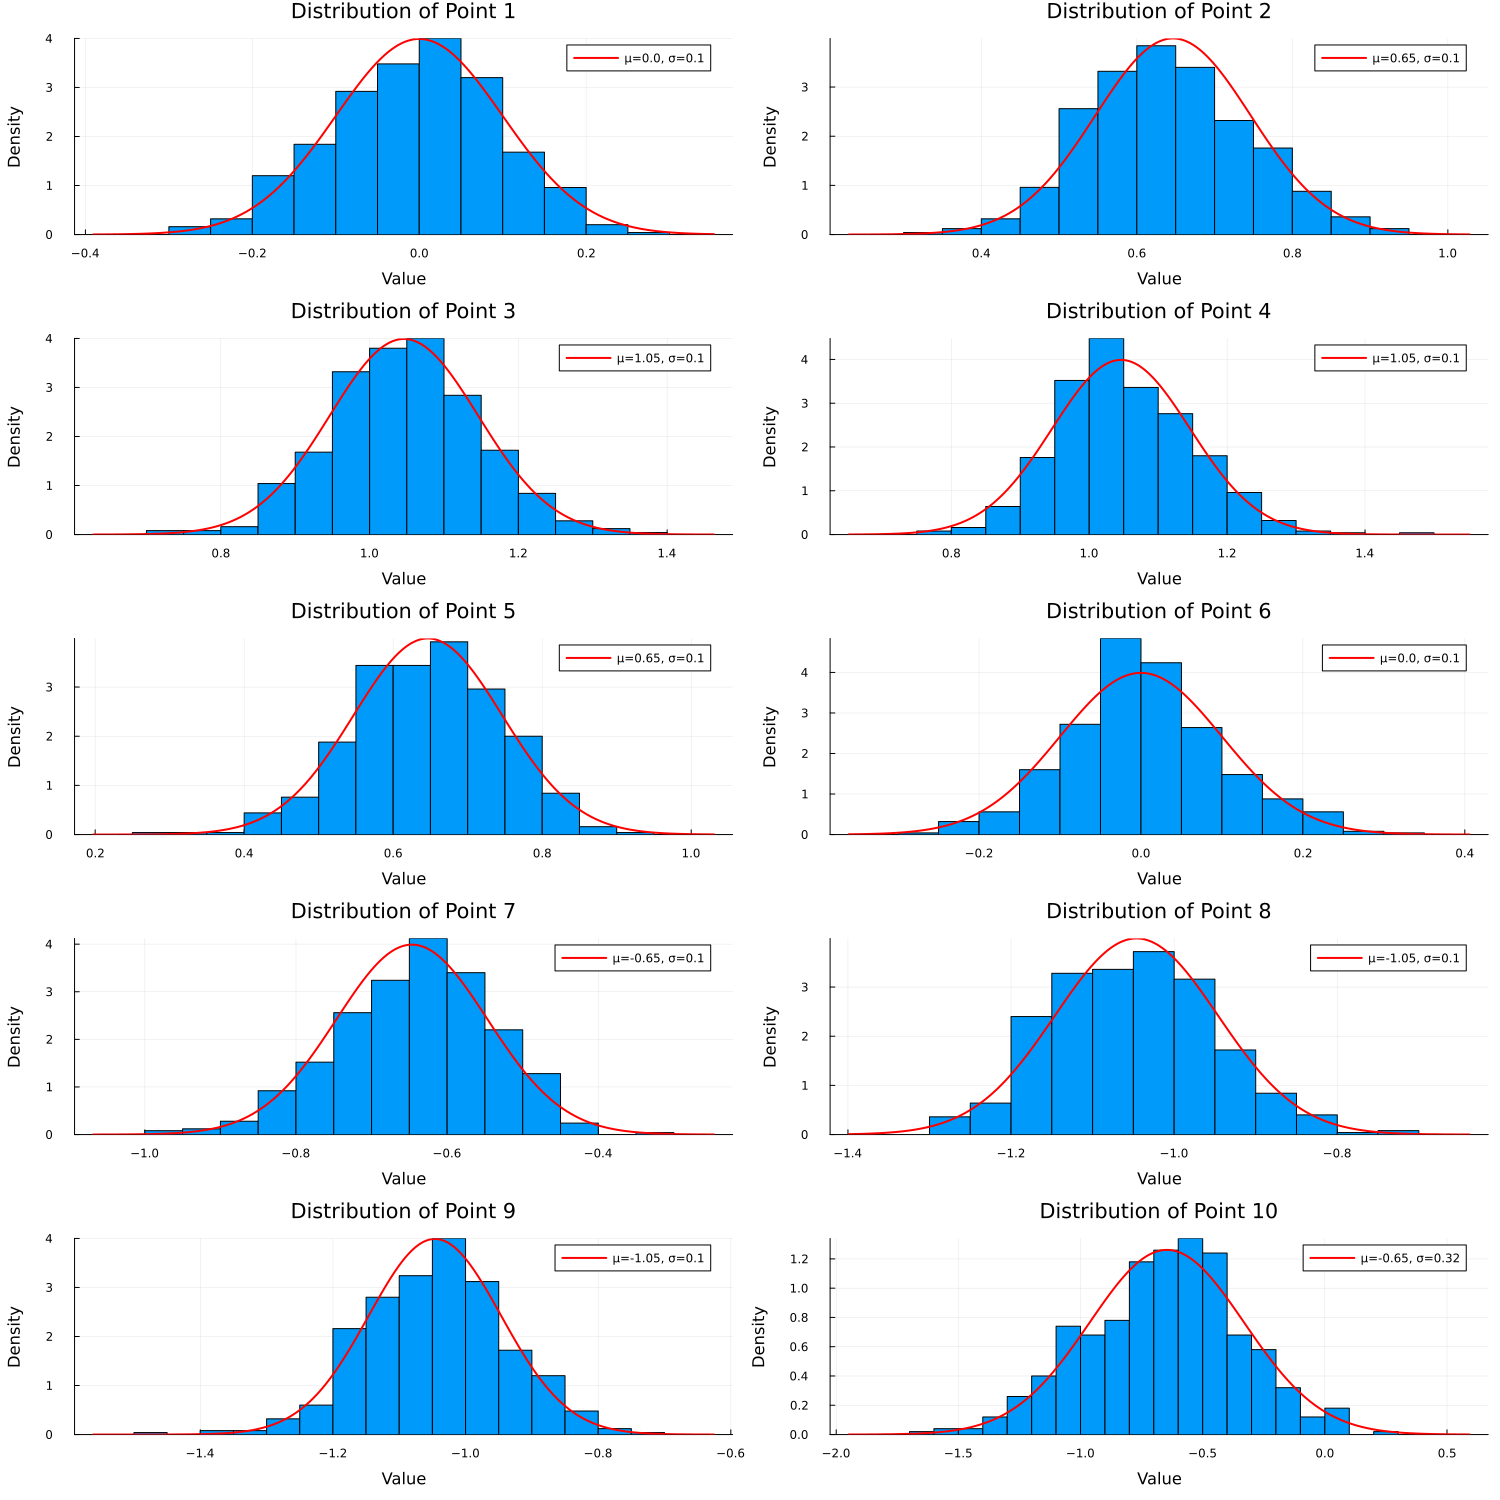 Distribution of Point 1
Density
4
3
2
1
0
μ=0.0, σ=0.1
−0.4 −0.2 0.0 0.2
Value
Distribution of Point 2
Density
3
2
1
0
μ=0.65, σ=0.1
0.4 0.6 0.8 1.0
Value
Distribution of Point 3
Density
4
3
2
1
0
μ=1.05, σ=0.1
0.8 1.0 1.2 1.4
Value
Distribution of Point 4
Density
4
3
2
1
0
μ=1.05, σ=0.1
0.8 1.0 1.2 1.4
Value
Distribution of Point 5
Density
3
2
1
0
μ=0.65, σ=0.1
0.2 0.4 0.6 0.8 1.0
Value
Distribution of Point 6
Density
4
3
2
1
0
μ=0.0, σ=0.1
−0.2 0.0 0.2 0.4
Value
Distribution of Point 7
Density
4
3
2
1
0
μ=-0.65, σ=0.1
−1.0 −0.8 −0.6 −0.4
Value
Distribution of Point 8
Density
3
2
1
0
μ=-1.05, σ=0.1
−1.4 −1.2 −1.0 −0.8
Value
Distribution of Point 9
Density
4
3
2
1
0
μ=-1.05, σ=0.1
−1.4 −1.2 −1.0 −0.8 −0.6
Value
Distribution of Point 10
Density
1.2
1.0
0.8
0.6
0.4
0.2
0.0
μ=-0.65, σ=0.32
−2.0 −1.5 −1.0 −0.5 0.0 0.5
Value